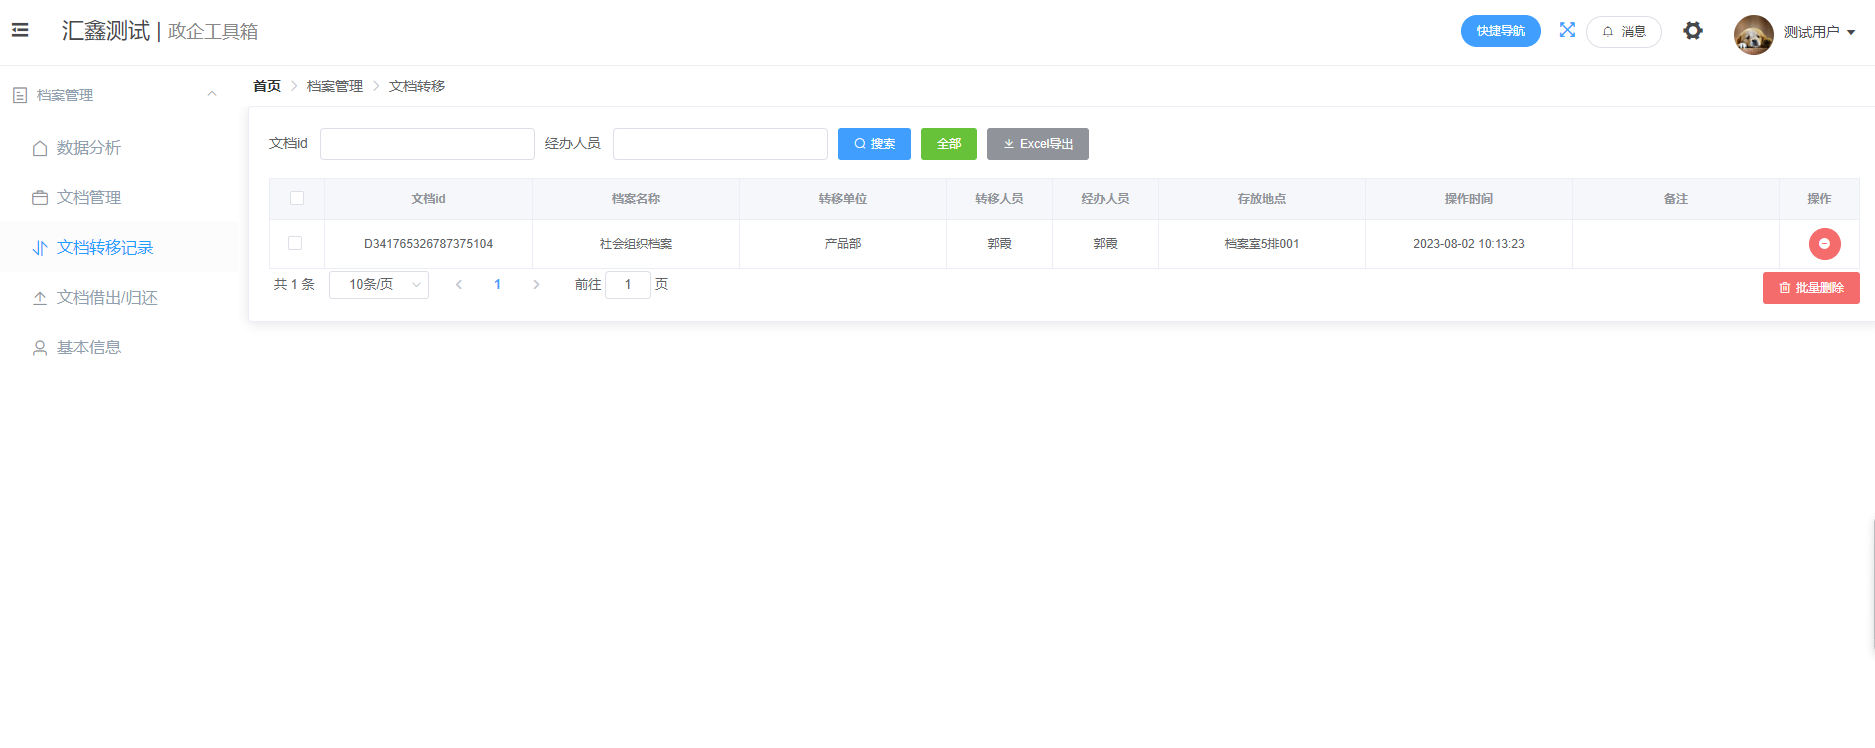 汇鑫测试 | 政企工具箱
快捷导航
消息
测试用户
档案管理
数据分析
文档管理
文档转移记录
文档借出/归还
基本信息
首页 > 档案管理 > 文档转移
文档id 经办人员 搜索 全部 Excel导出
文档id 档案名称 转移单位 转移人员 经办人员 存放地点 操作时间 备注 操作
D341765326787375104 社会组织档案 产品部 郭霞 郭霞 档案室5排001 2023-08-02 10:13:23
共 1 条 10条/页 1 前往 1 页
批量删除